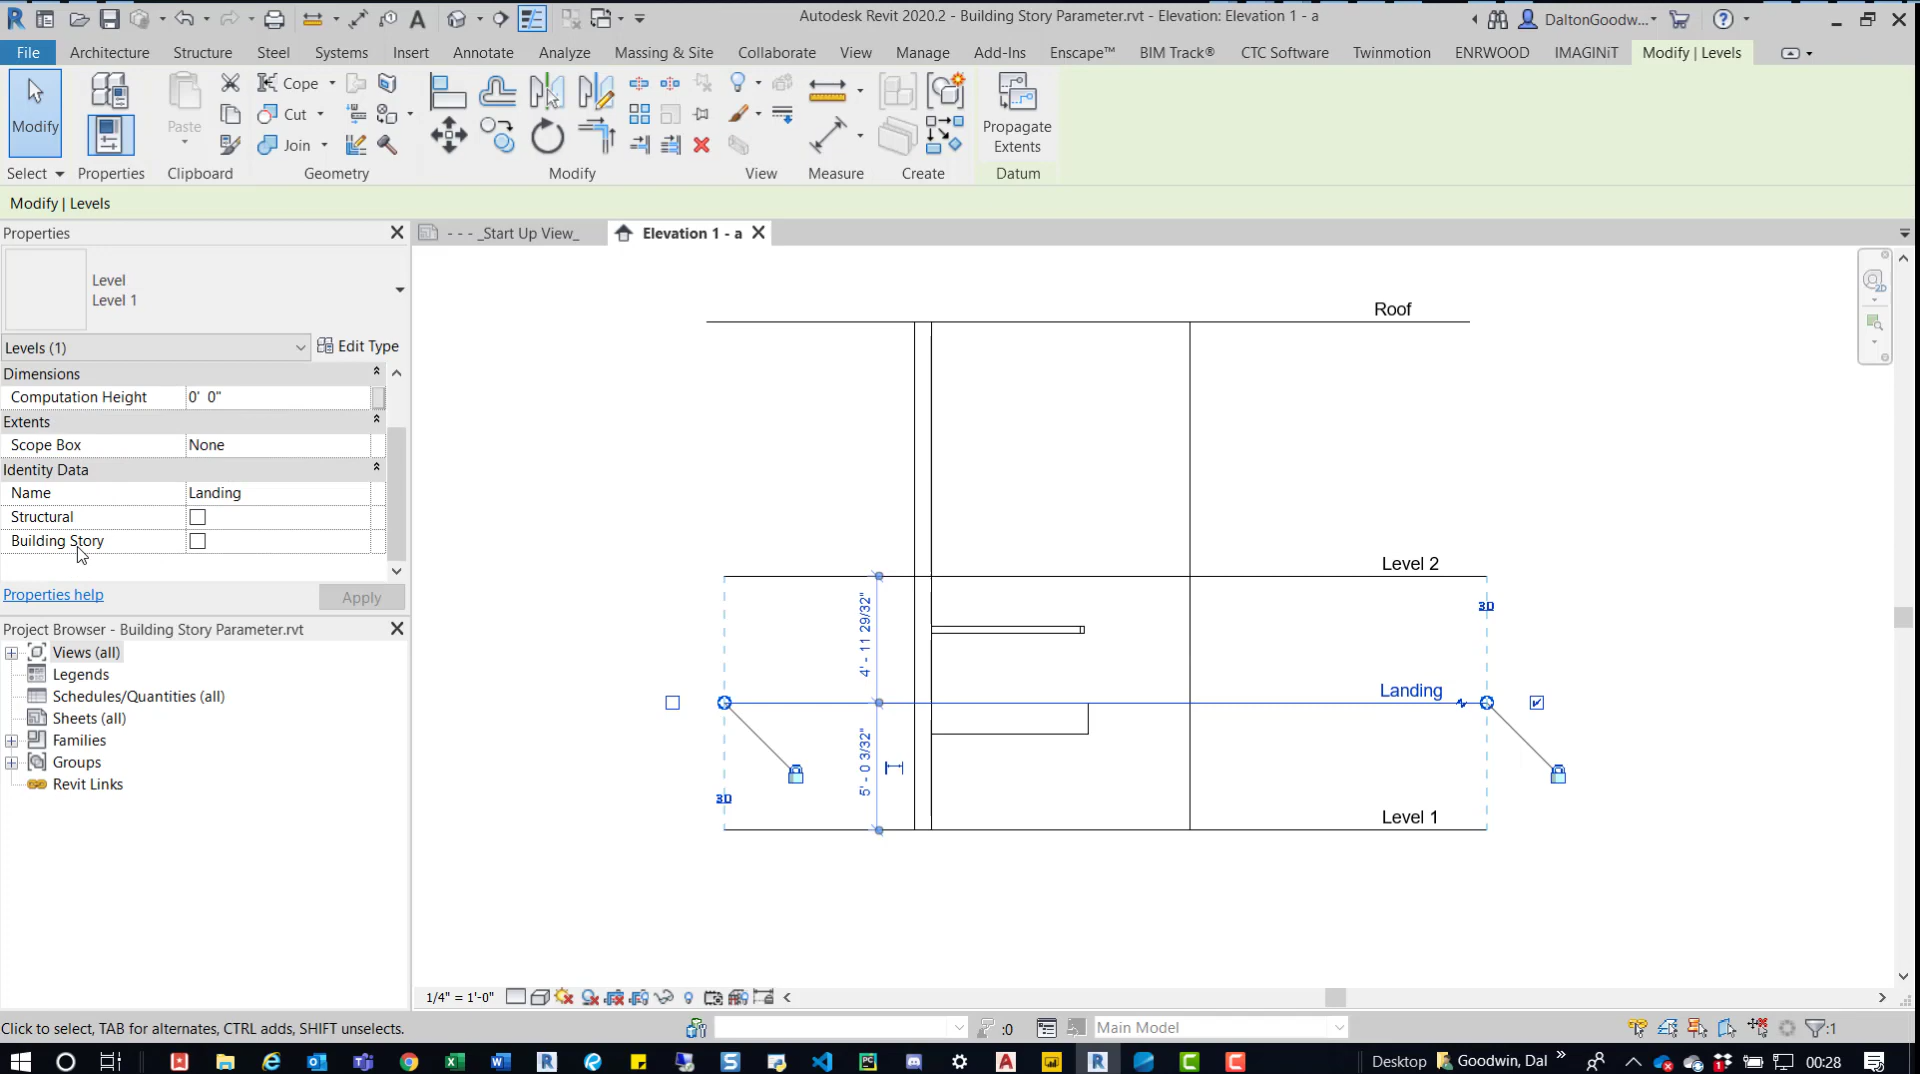 Autodesk Revit 2020.2 - Building Story Parameter.rvt - Elevation: Elevation 1 - a
DaltonGoodw...
File Architecture Structure Steel Systems Insert Annotate Analyze Massing & Site Collaborate View Manage Add-Ins Enscape™ BIM Track® CTC Software Twinmotion ENRWOOD IMAGINiT Modify | Levels
Modify
Paste
Cope
Cut
Join
Propagate
Extents
Select Properties Clipboard Geometry Modify View Measure Create Datum
Modify | Levels
Properties
- - - _Start Up View_
Elevation 1 - a
Level
Level 1
Levels (1)
Edit Type
Dimensions
Computation Height 0' 0"
Extents
Scope Box None
Identity Data
Name Landing
Structural
Building Story
Properties help
Apply
Project Browser - Building Story Parameter.rvt
Views (all)
Legends
Schedules/Quantities (all)
Sheets (all)
Families
Groups
Revit Links
2D
Roof
Level 2
3D
4' - 11 29/32"
Landing
5' - 0 3/32"
3D
Level 1
1/4" = 1'-0"
Click to select, TAB for alternates, CTRL adds, SHIFT unselects.
:0
Main Model
:1
Desktop
Goodwin, Dal
00:28